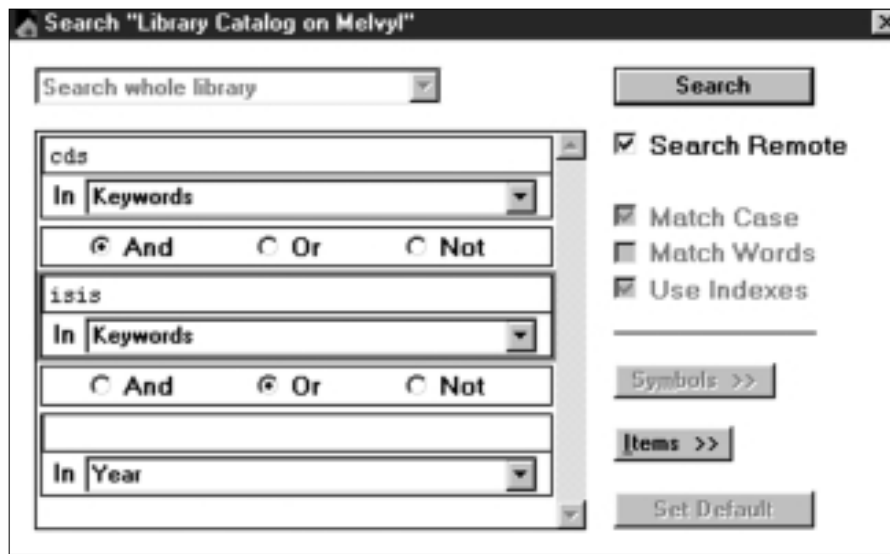 Search "Library Catalog on Melvyl"
Search whole library
Search
cds
Search Remote
In Keywords
Match Case
And Or Not
Match Words
isis
Use Indexes
In Keywords
And Or Not
Symbols >>
Items >>
In Year
Set Default